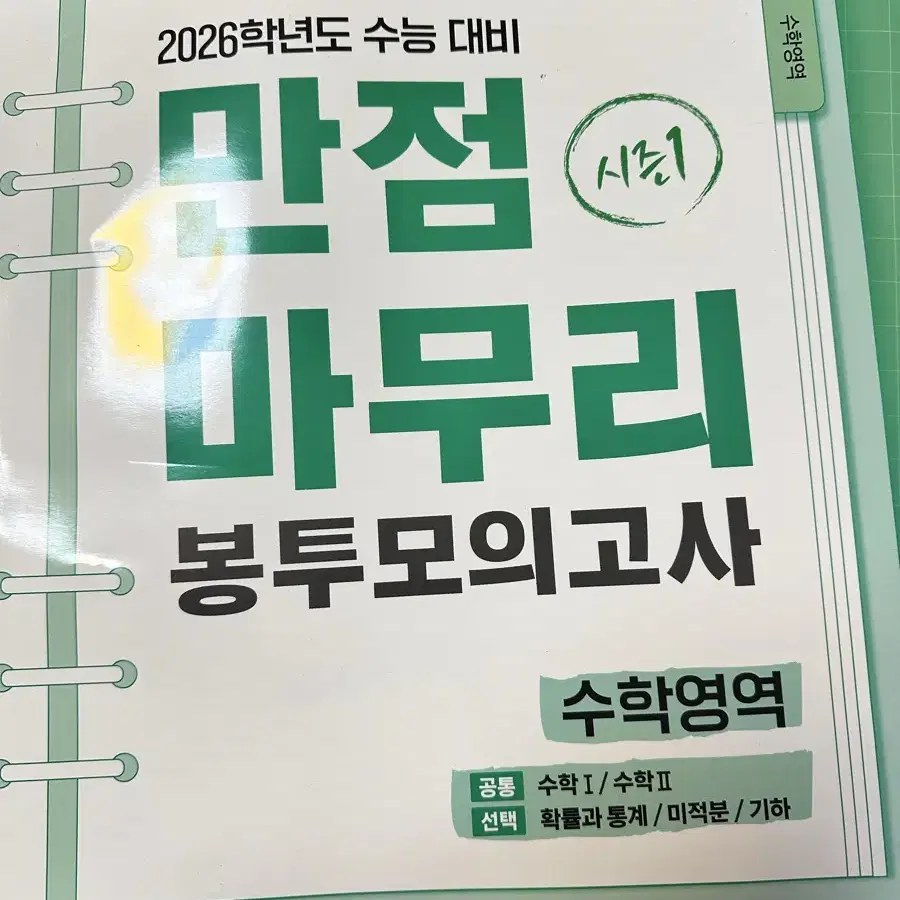 2026학년도 수능 대비
수학영역
만점
시즌1
마무리
봉투모의고사
수학영역
공통 수학Ⅰ/수학Ⅱ
선택 확률과 통계/미적분/기하